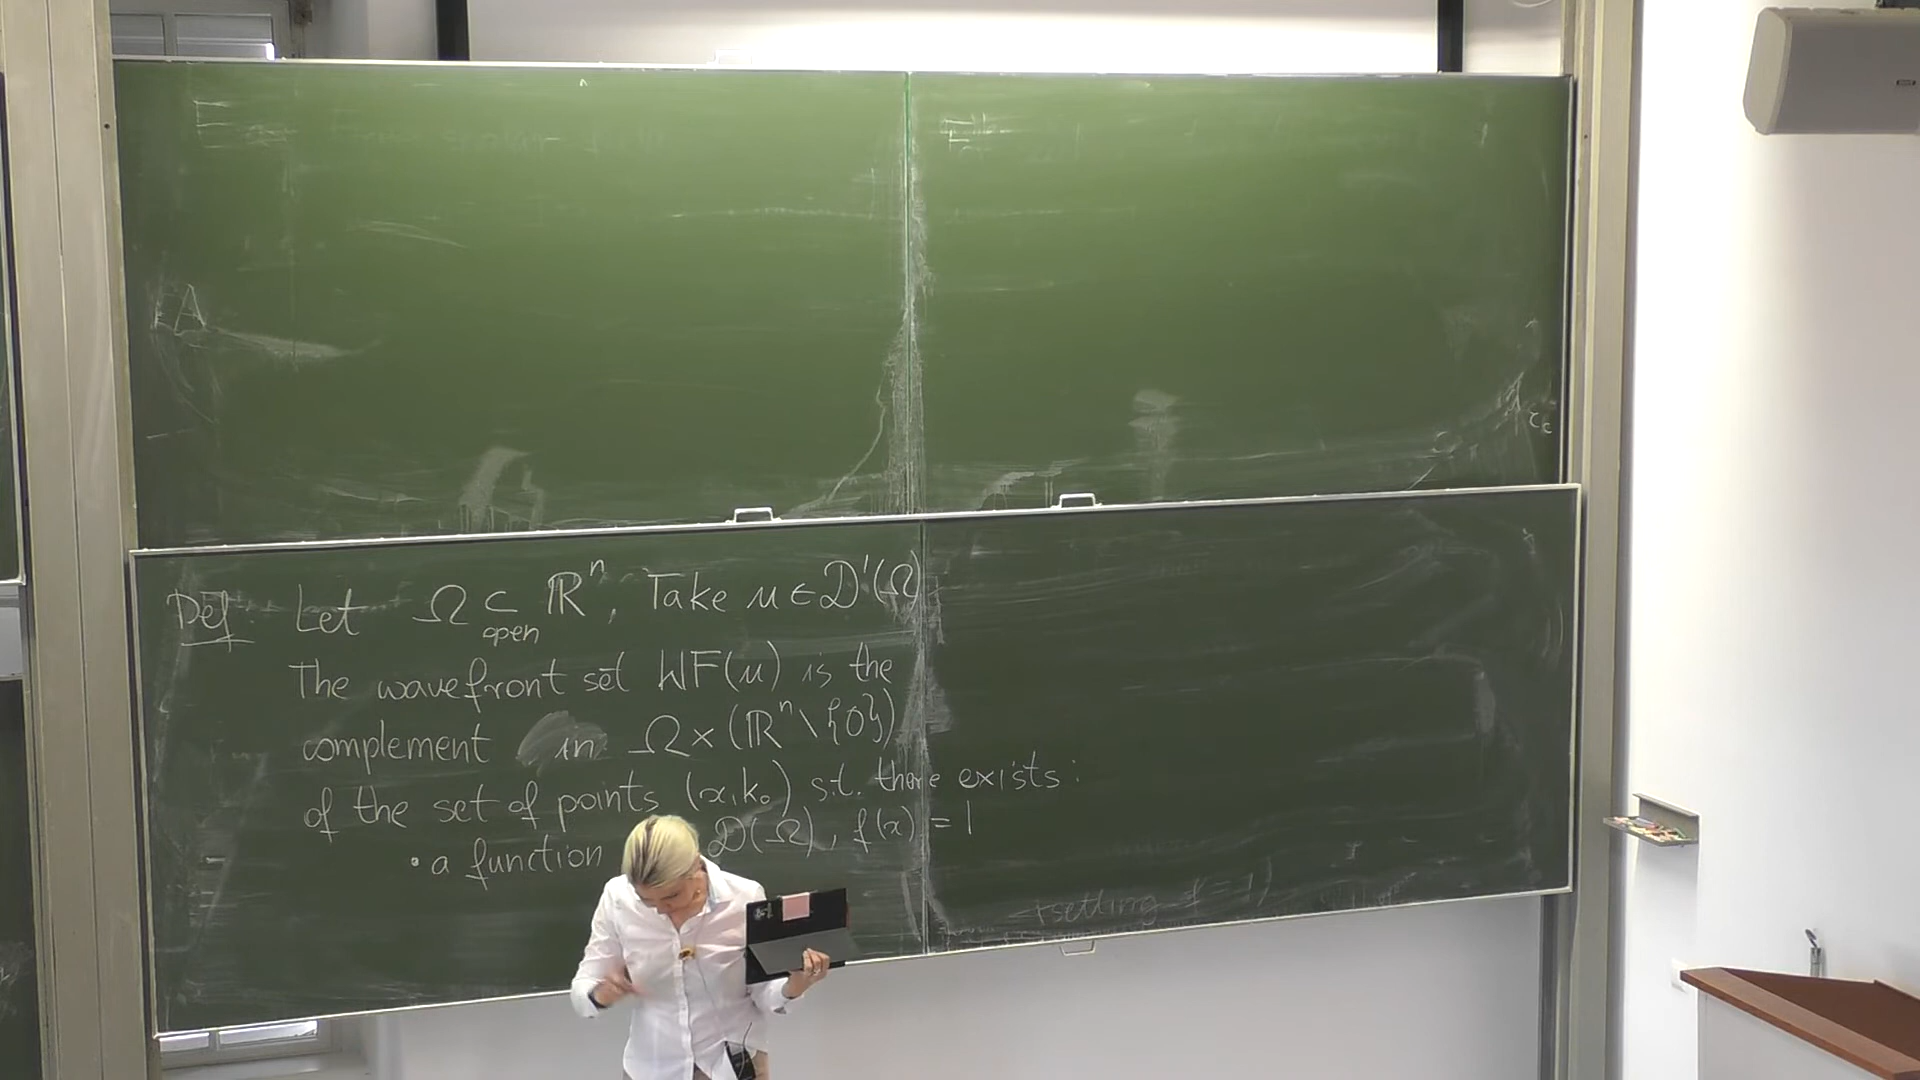 Def: Let Ω ⊂ open ℝⁿ, Take u ∈ D'(Ω)
The wavefront set WF(u) is the
complement in Ω × (ℝⁿ \ {0})
of the set of points (x, k₀) s.t. there exists:
• a function D(Ω), f(x) = 1
setting f = 1)